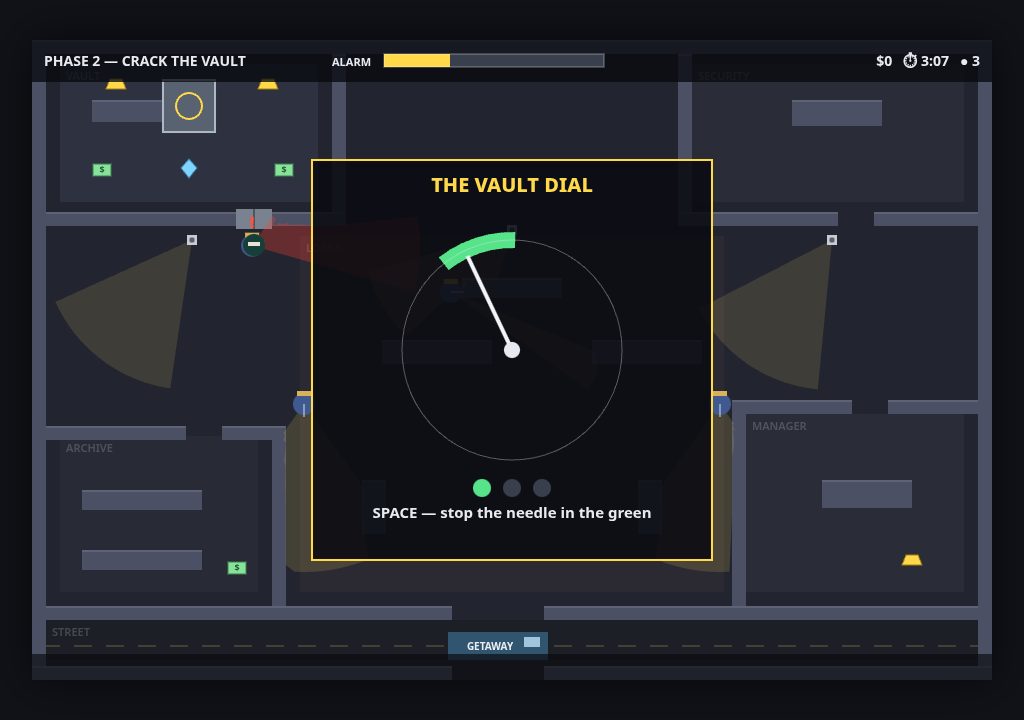 PHASE 2 — CRACK THE VAULT
ALARM
$0 3:07 3
VAULT
SECURITY
THE VAULT DIAL
$ $
ARCHIVE
MANAGER
SPACE — stop the needle in the green
$
STREET
GETAWAY